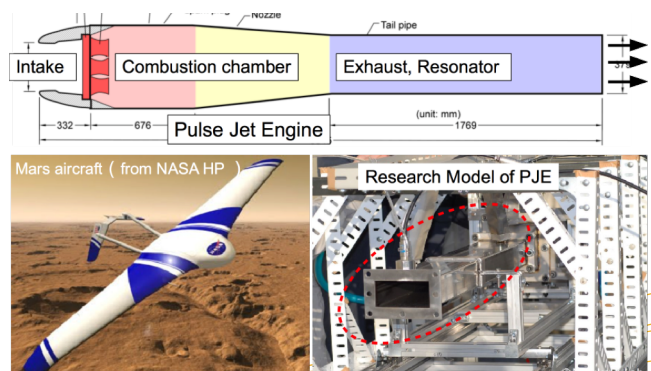 Nozzle
Tail pipe
Intake
Combustion chamber
Exhaust, Resonator
(unit: mm)
332
676
1769
Pulse Jet Engine
Mars aircraft ( from NASA HP )
Research Model of PJE
NASA